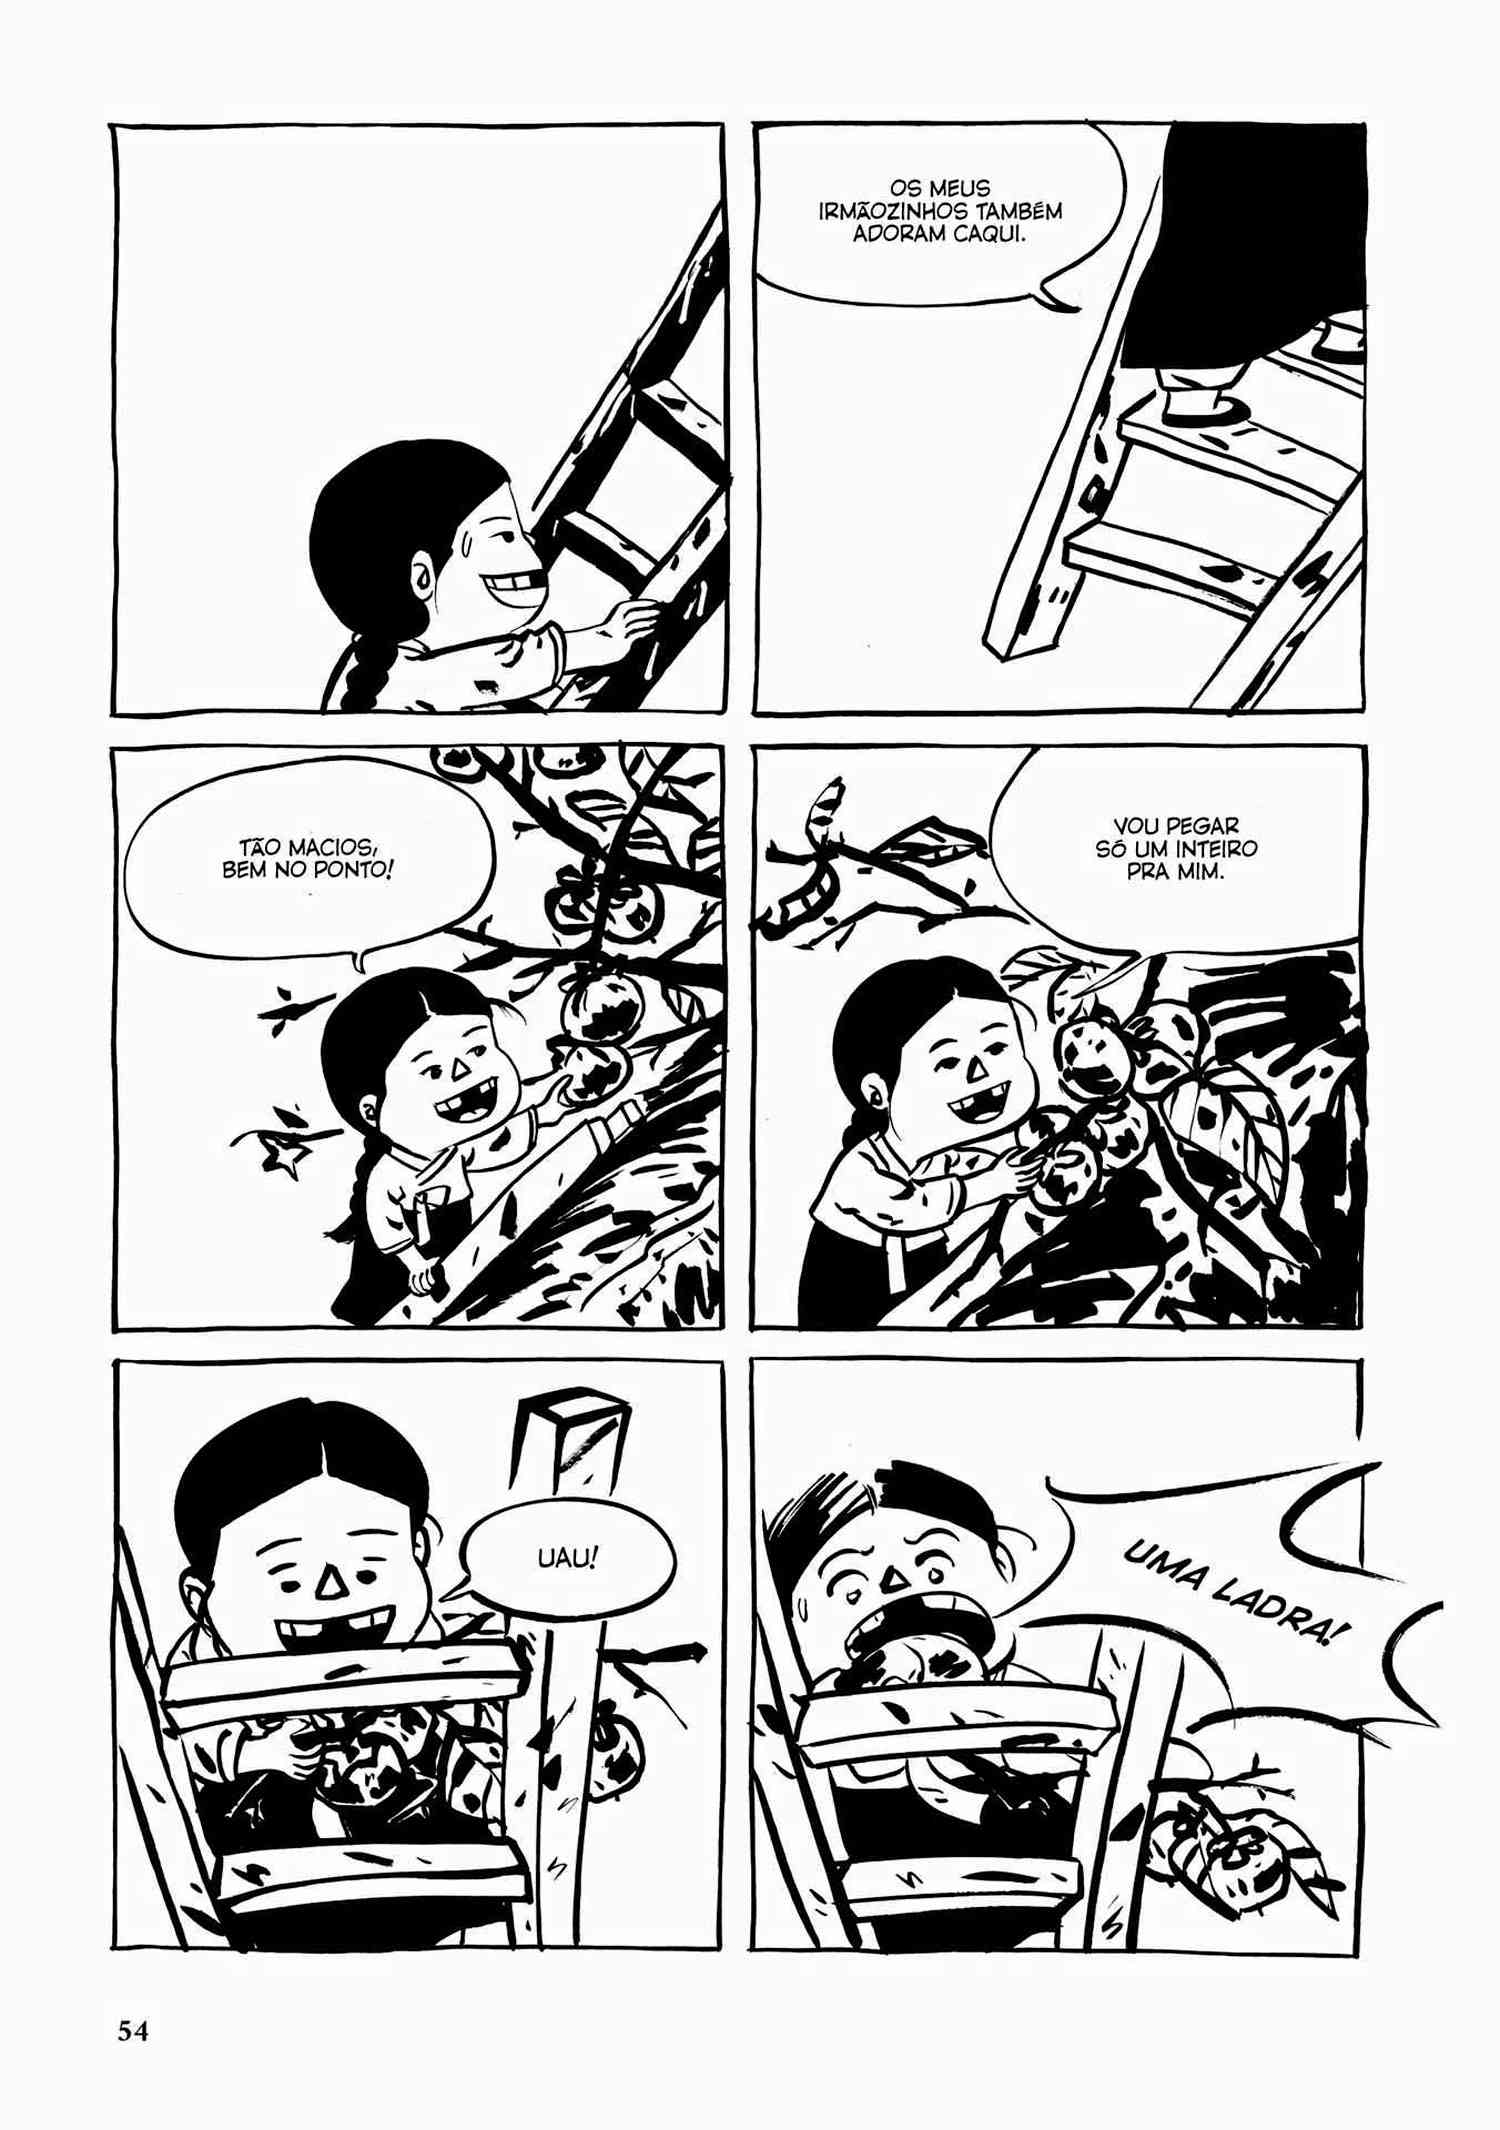 OS MEUS
IRMÃOZINHOS TAMBÉM
ADORAM CAQUI.
TÃO MACIOS,
BEM NO PONTO!
VOU PEGAR
SÓ UM INTEIRO
PRA MIM.
UAU!
UMA LADRA!
54